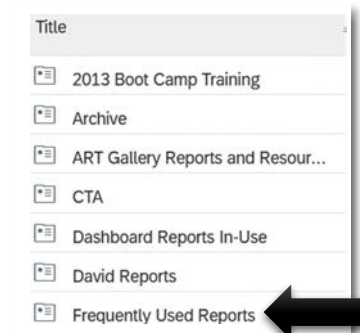 Title
2013 Boot Camp Training
Archive
ART Gallery Reports and Resour...
CTA
Dashboard Reports In-Use
David Reports
Frequently Used Reports